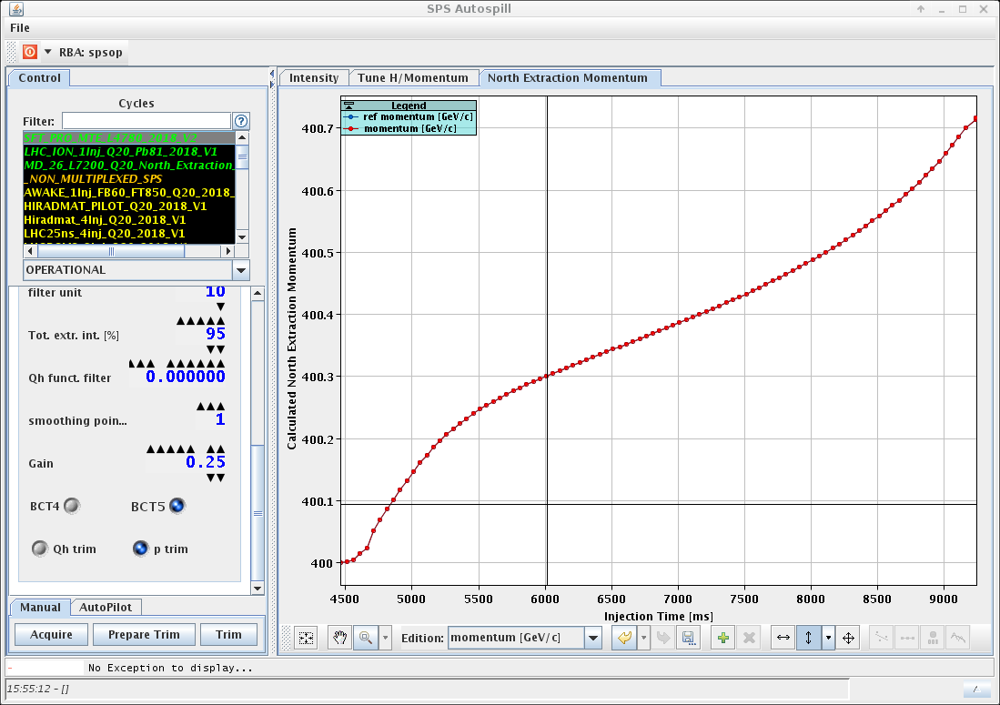 SPS Autospill
File
RBA: spsop
Control
Cycles
Filter:
SFT_PRO_MTE_L4780_2018_V2
LHC_ION_1Inj_Q20_Pb81_2018_V1
MD_26_L7200_Q20_North_Extraction_
_NON_MULTIPLEXED_SPS
AWAKE_1Inj_FB60_FT850_Q20_2018_
HIRADMAT_PILOT_Q20_2018_V1
Hiradmat_4Inj_Q20_2018_V1
LHC25ns_4inj_Q20_2018_V1
OPERATIONAL
filter unit 10
Tot. extr. int. [%] 95
Qh funct. filter 0.000000
smoothing poin... 1
Gain 0.25
BCT4 BCT5
Qh trim p trim
Manual AutoPilot
Acquire Prepare Trim Trim
Intensity Tune H/Momentum North Extraction Momentum
Legend
ref momentum [GeV/c]
momentum [GeV/c]
Calculated North Extraction Momentum
400.7
400.6
400.5
400.4
400.3
400.2
400.1
400
4500 5000 5500 6000 6500 7000 7500 8000 8500 9000
Injection Time [ms]
Edition: momentum [GeV/c]
- No Exception to display...
15:55:12 - []